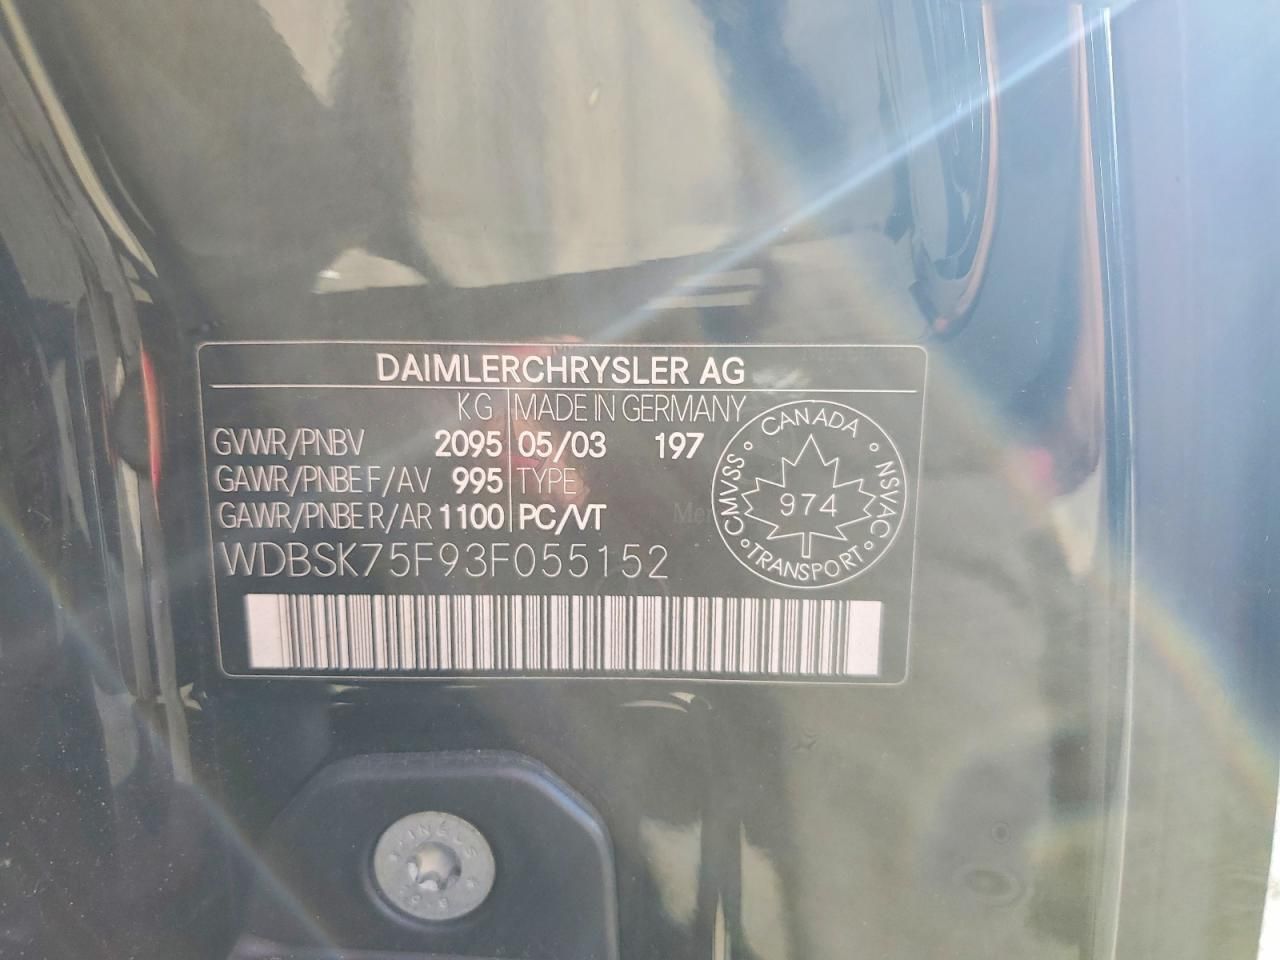 DAIMLERCHRYSLER AG
KG MADE IN GERMANY
GVWR/PNBV 2095 05/03 197
GAWR/PNBE F/AV 995 TYPE
GAWR/PNBE R/AR 1100 PC/VT
WDBSK75F93F055152
CANADA
CMVSS
NSVAC
974
TRANSPORT